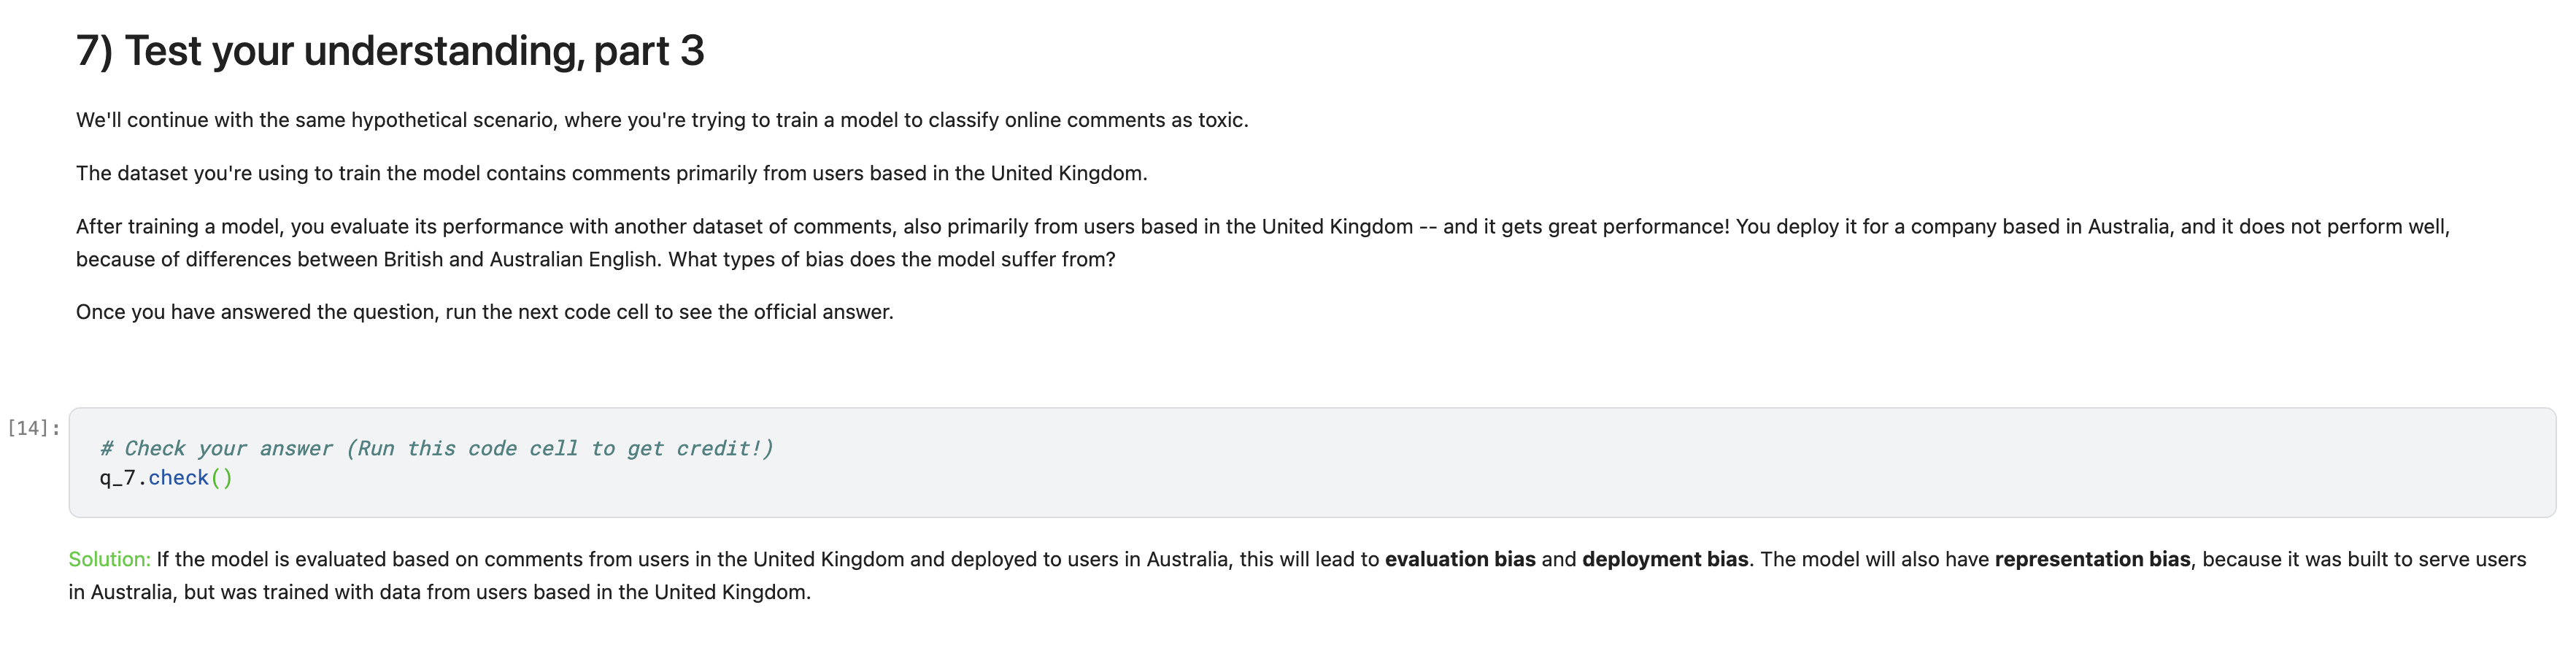 7) Test your understanding, part 3
We'll continue with the same hypothetical scenario, where you're trying to train a model to classify online comments as toxic.
The dataset you're using to train the model contains comments primarily from users based in the United Kingdom.
After training a model, you evaluate its performance with another dataset of comments, also primarily from users based in the United Kingdom -- and it gets great performance! You deploy it for a company based in Australia, and it does not perform well,
because of differences between British and Australian English. What types of bias does the model suffer from?
Once you have answered the question, run the next code cell to see the official answer.
[14]:
# Check your answer (Run this code cell to get credit!)
q_7.check()
Solution: If the model is evaluated based on comments from users in the United Kingdom and deployed to users in Australia, this will lead to evaluation bias and deployment bias. The model will also have representation bias, because it was built to serve users
in Australia, but was trained with data from users based in the United Kingdom.